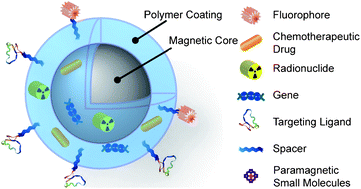 Polymer Coating
Magnetic Core
Fluorophore
Chemotherapeutic
Drug
Radionuclide
Gene
Targeting Ligand
Spacer
Paramagnetic
Small Molecules